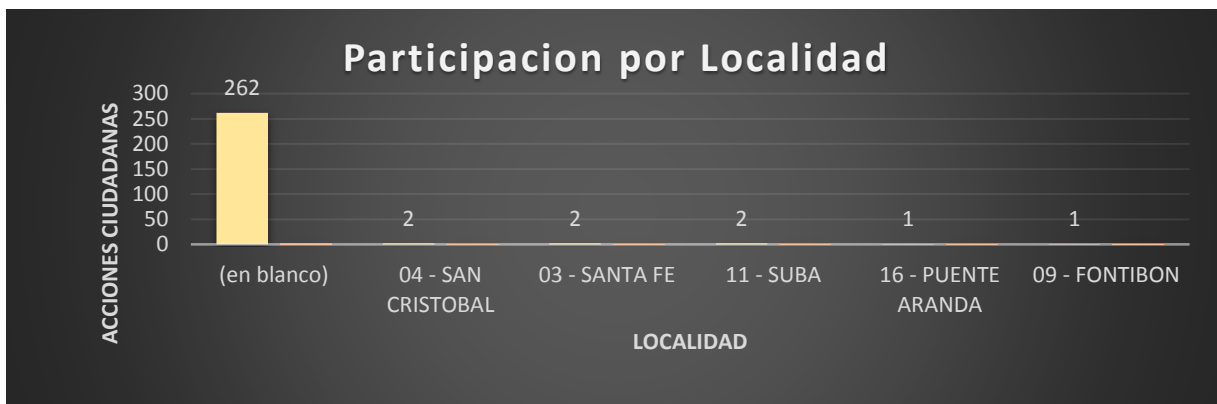 Participacion por Localidad
262
300
250
200
150
100
50
0
2
2
2
1
1
ACCIONES CIUDADANAS
(en blanco)
04 - SAN
CRISTOBAL
03 - SANTA FE
11 - SUBA
16 - PUENTE
ARANDA
09 - FONTIBON
LOCALIDAD